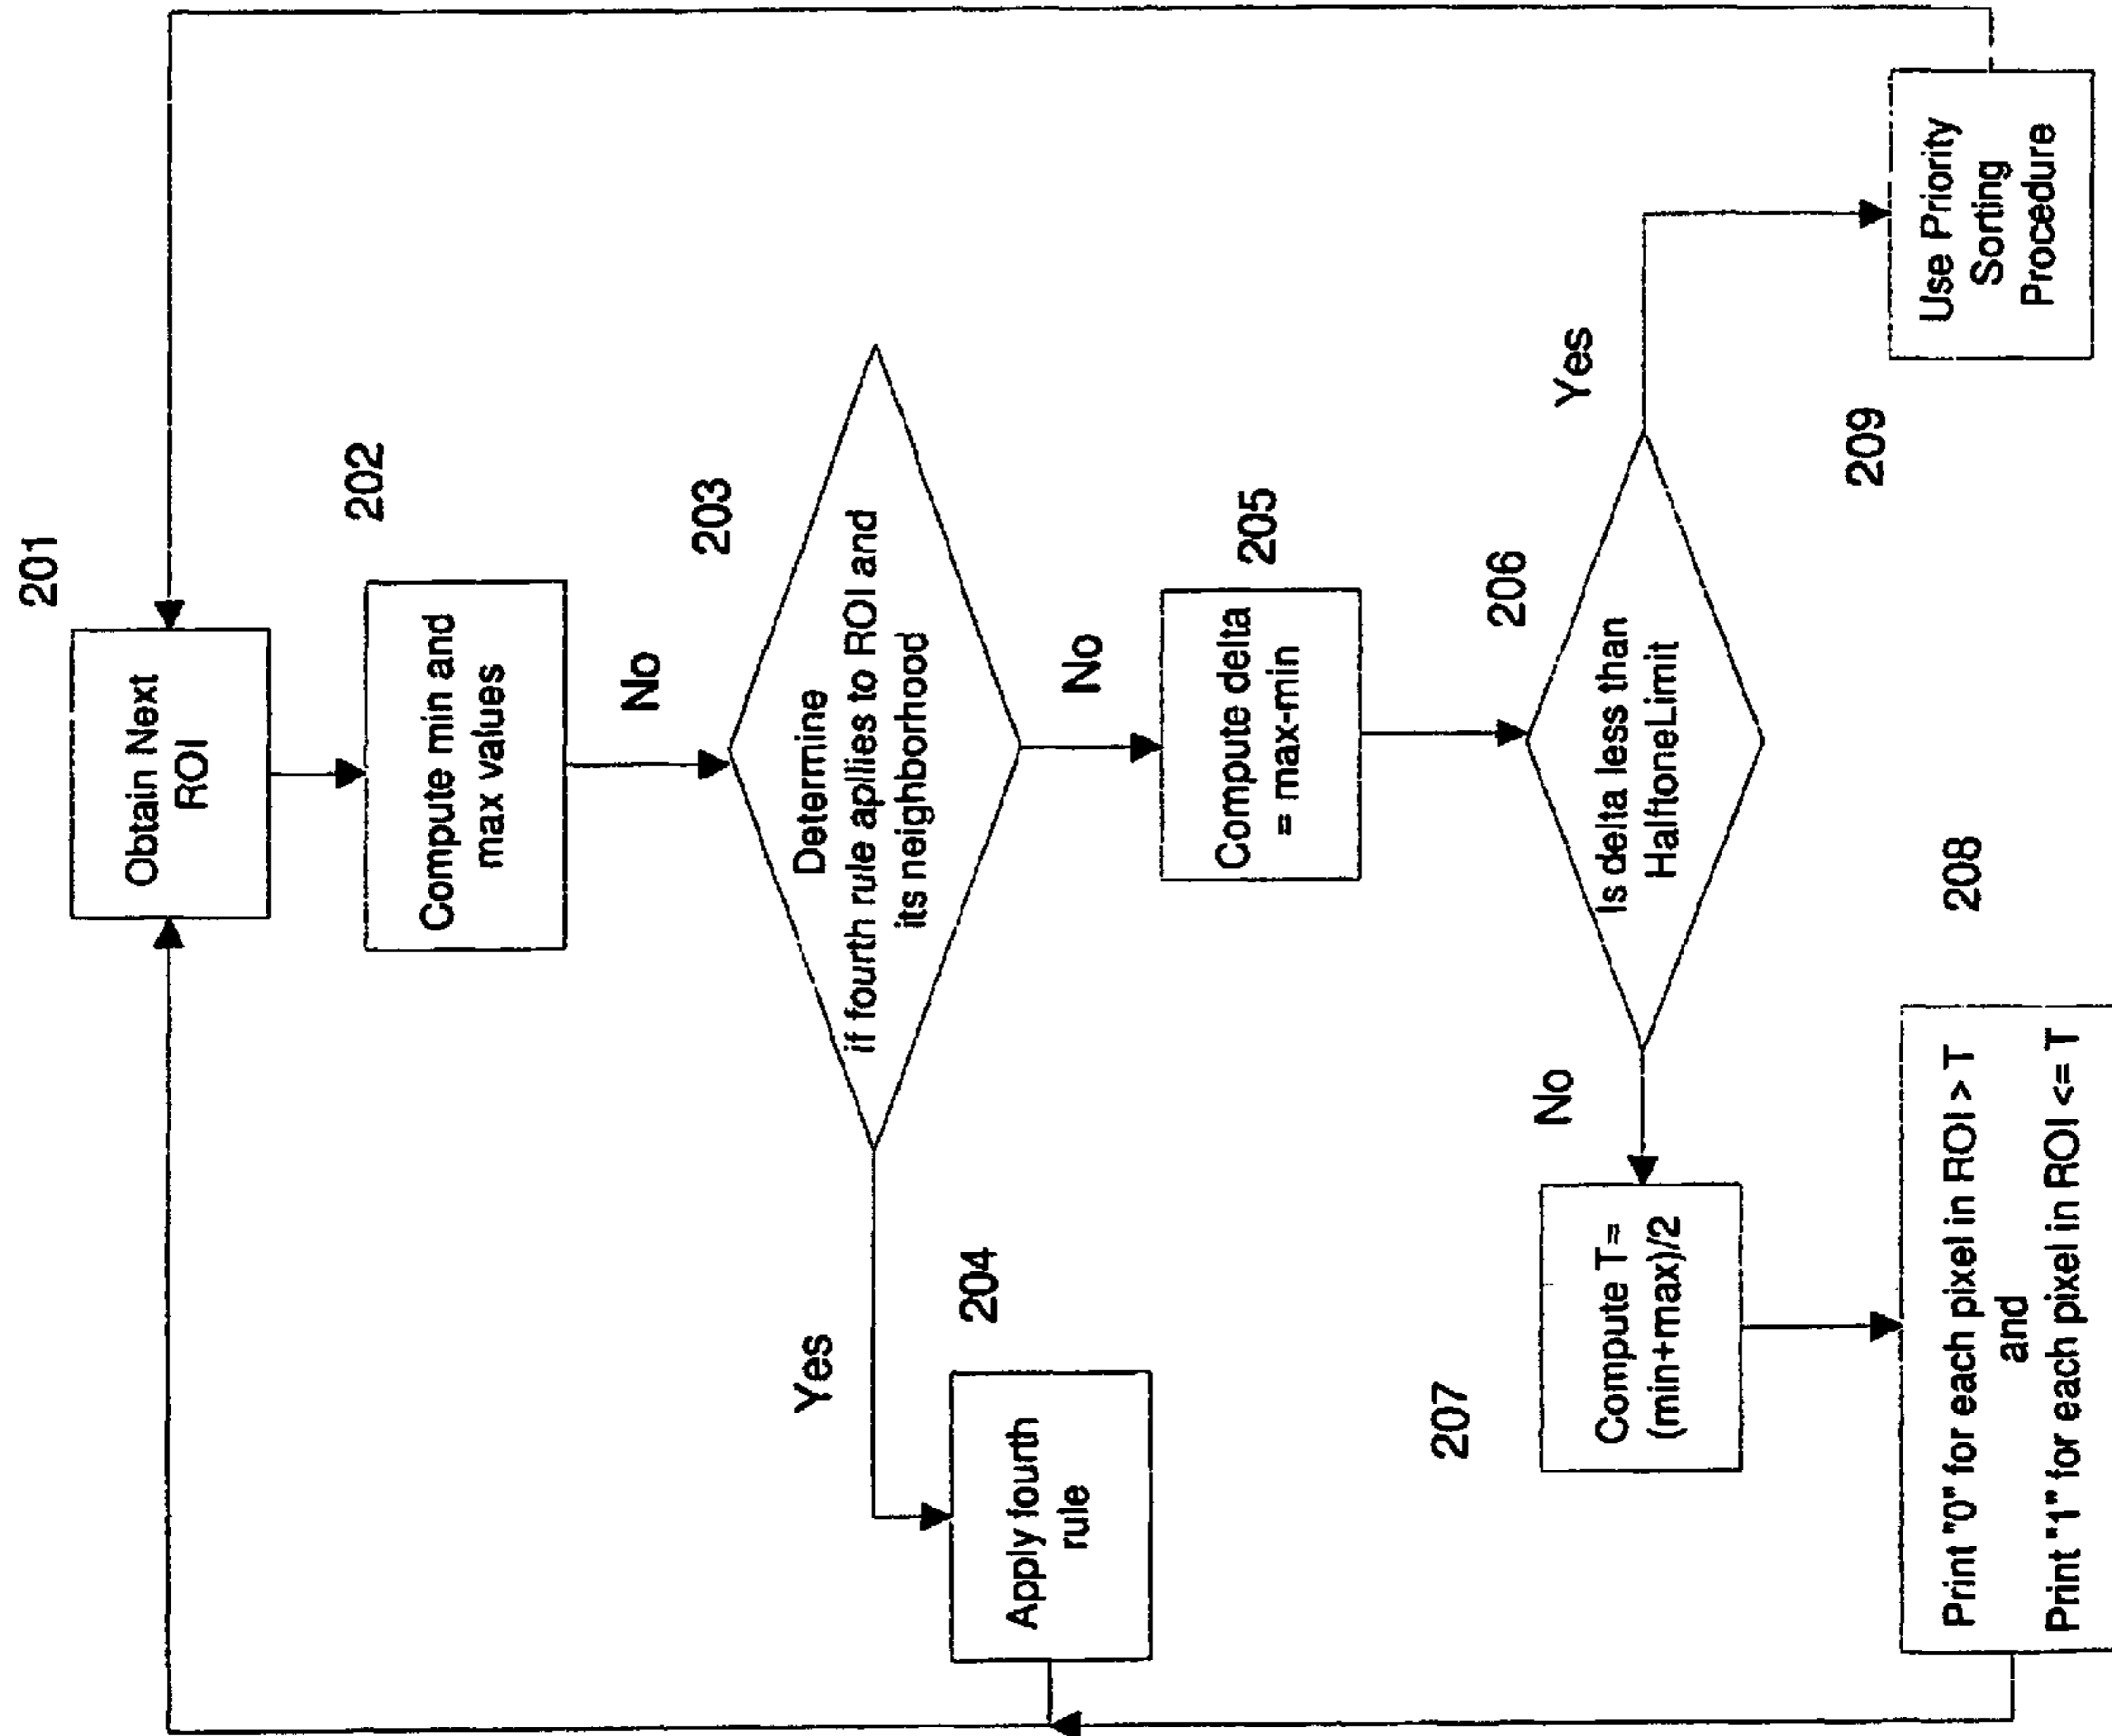 201
Obtain Next
ROI
202
Compute min and
max values
No
203
Determine
if fourth rule apllies to ROI and
its neighborhood
Yes
204
Apply fourth
rule
No
205
Compute delta
= max-min
206
Is delta less than
HalftoneLimit
No
Yes
207
Compute T=
(min+max)/2
208
Print "0" for each pixel in ROI > T
and
Print "1" for each pixel in ROI <= T
209
Use Priority
Sorting
Procedure